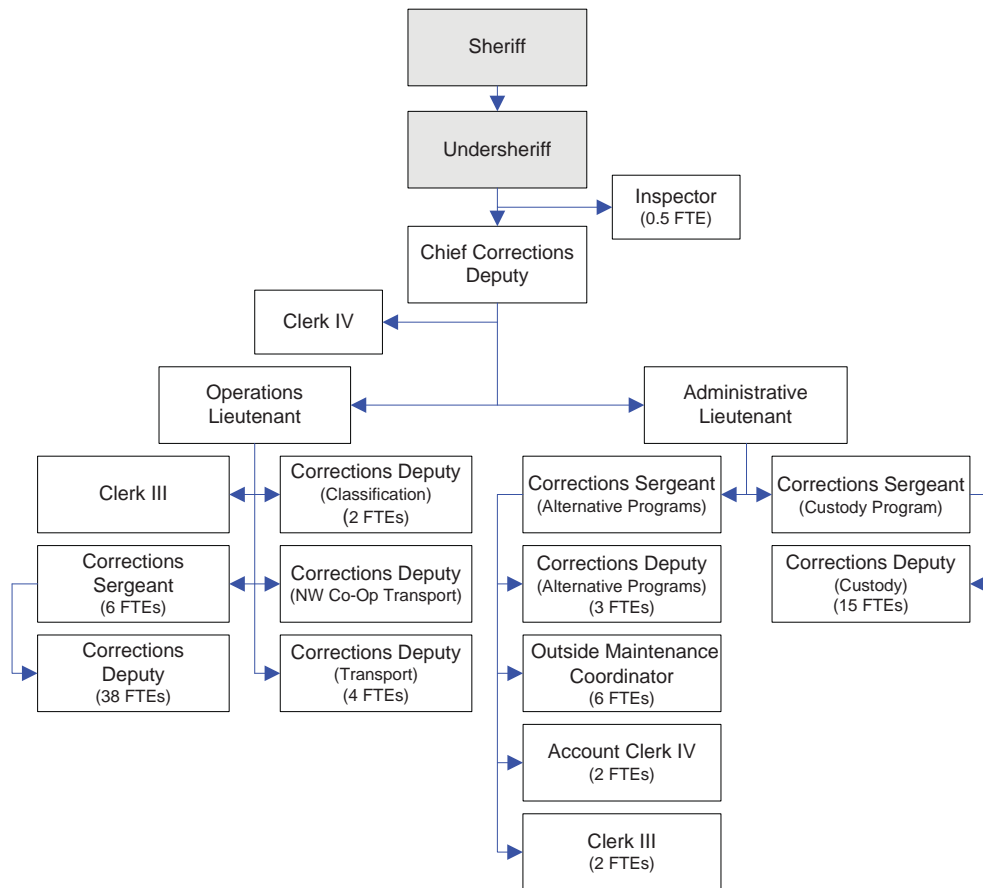 Sheriff
Undersheriff
Inspector
(0.5 FTE)
Chief Corrections
Deputy
Clerk IV
Operations
Lieutenant
Administrative
Lieutenant
Clerk III
Corrections Deputy
(Classification)
(2 FTEs)
Corrections Sergeant
(Alternative Programs)
Corrections Sergeant
(Custody Program)
Corrections
Sergeant
(6 FTEs)
Corrections Deputy
(NW Co-Op Transport)
Corrections Deputy
(Alternative Programs)
(3 FTEs)
Corrections Deputy
(Custody)
(15 FTEs)
Corrections
Deputy
(38 FTEs)
Corrections Deputy
(Transport)
(4 FTEs)
Outside Maintenance
Coordinator
(6 FTEs)
Account Clerk IV
(2 FTEs)
Clerk III
(2 FTEs)